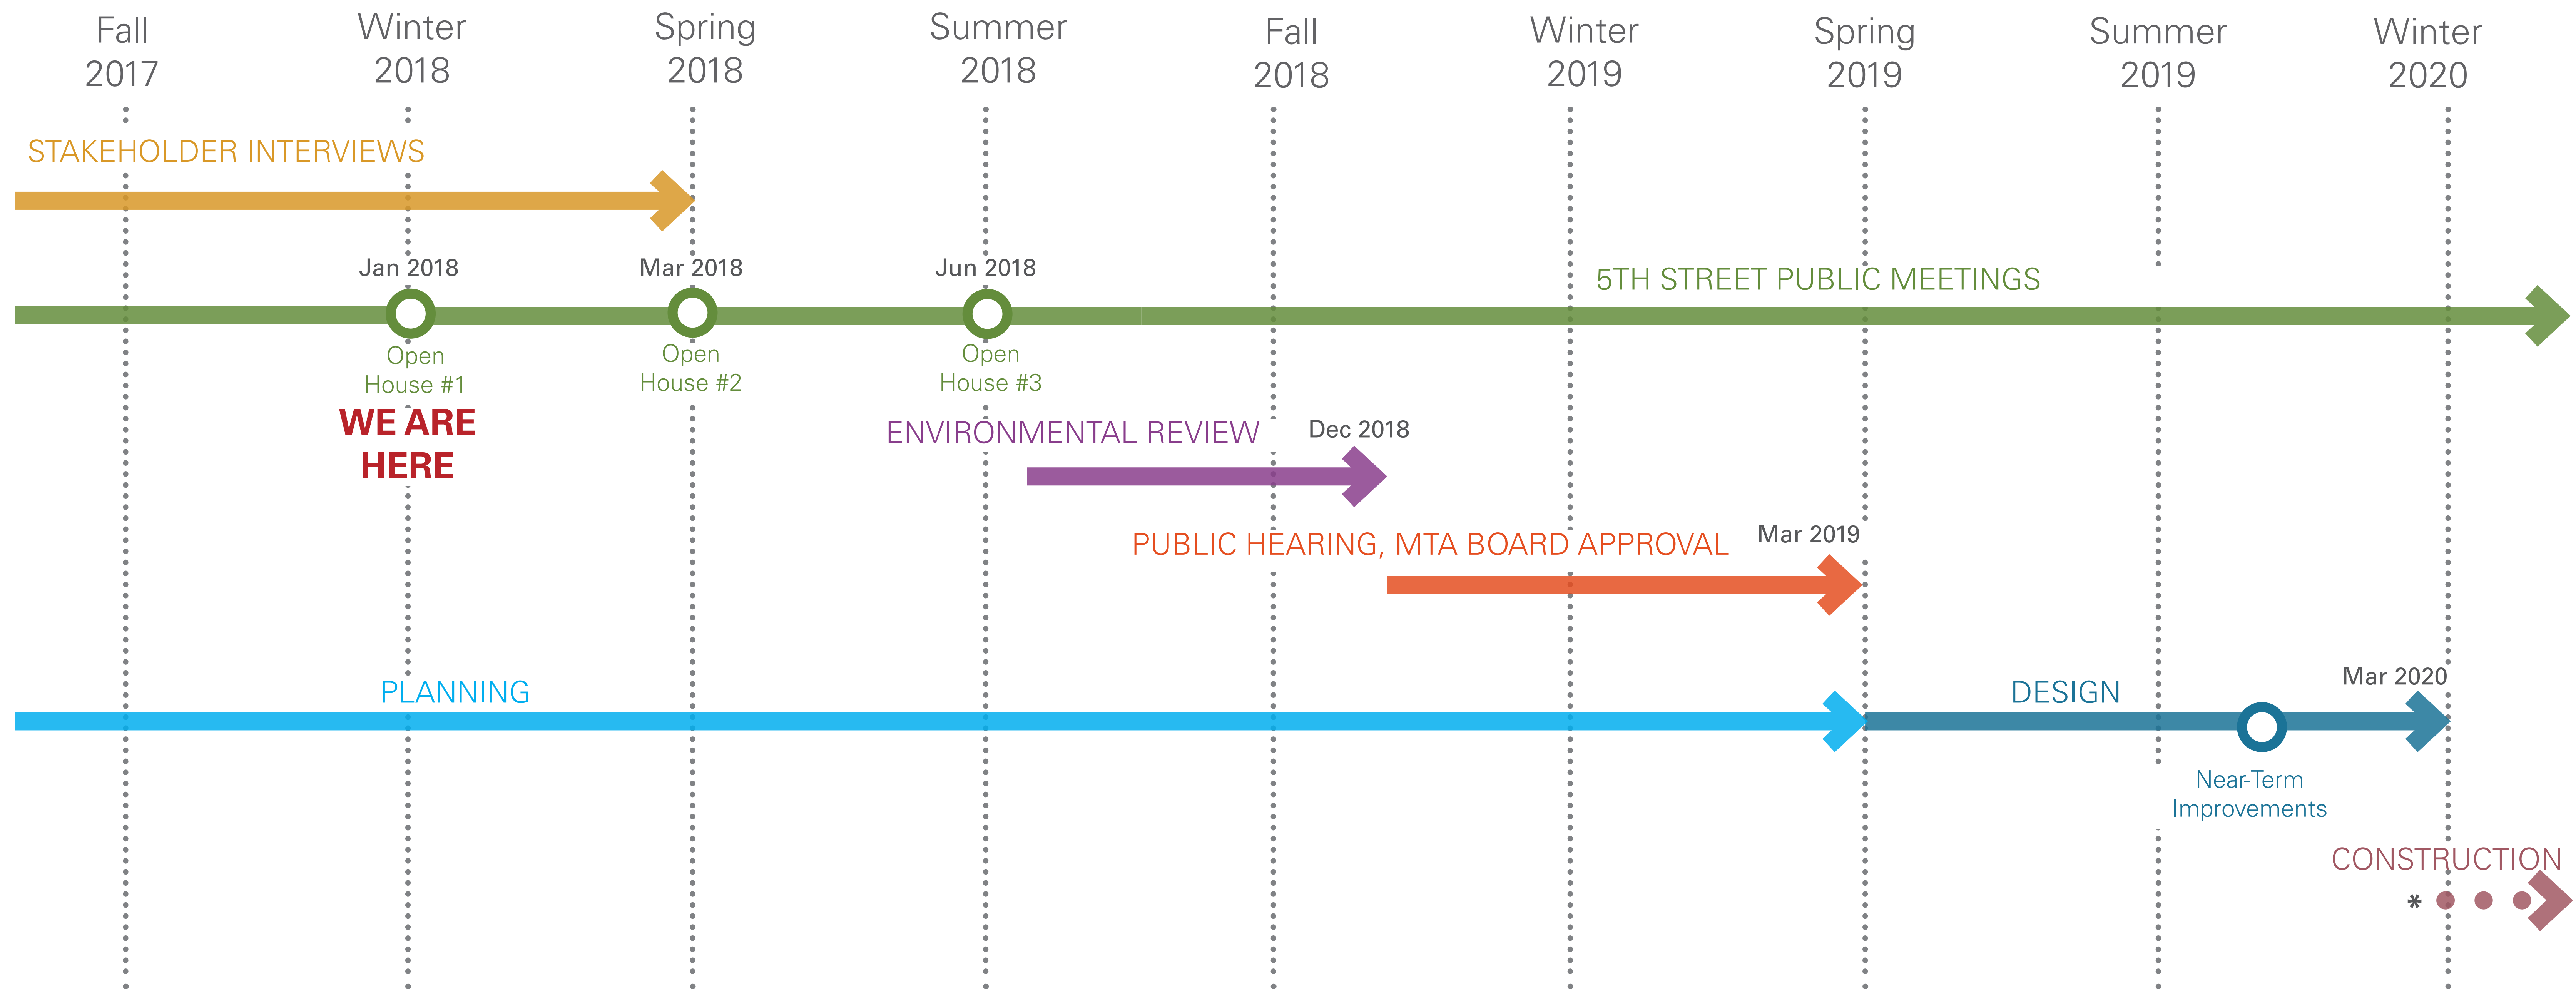 Fall
2017
Winter
2018
Spring
2018
Summer
2018
Fall
2018
Winter
2019
Spring
2019
Summer
2019
Winter
2020
STAKEHOLDER INTERVIEWS
Jan 2018
Mar 2018
Jun 2018
5TH STREET PUBLIC MEETINGS
Open
House #1
Open
House #2
Open
House #3
WE ARE
HERE
ENVIRONMENTAL REVIEW
Dec 2018
PUBLIC HEARING, MTA BOARD APPROVAL
Mar 2019
PLANNING
DESIGN
Mar 2020
Near-Term
Improvements
CONSTRUCTION
*